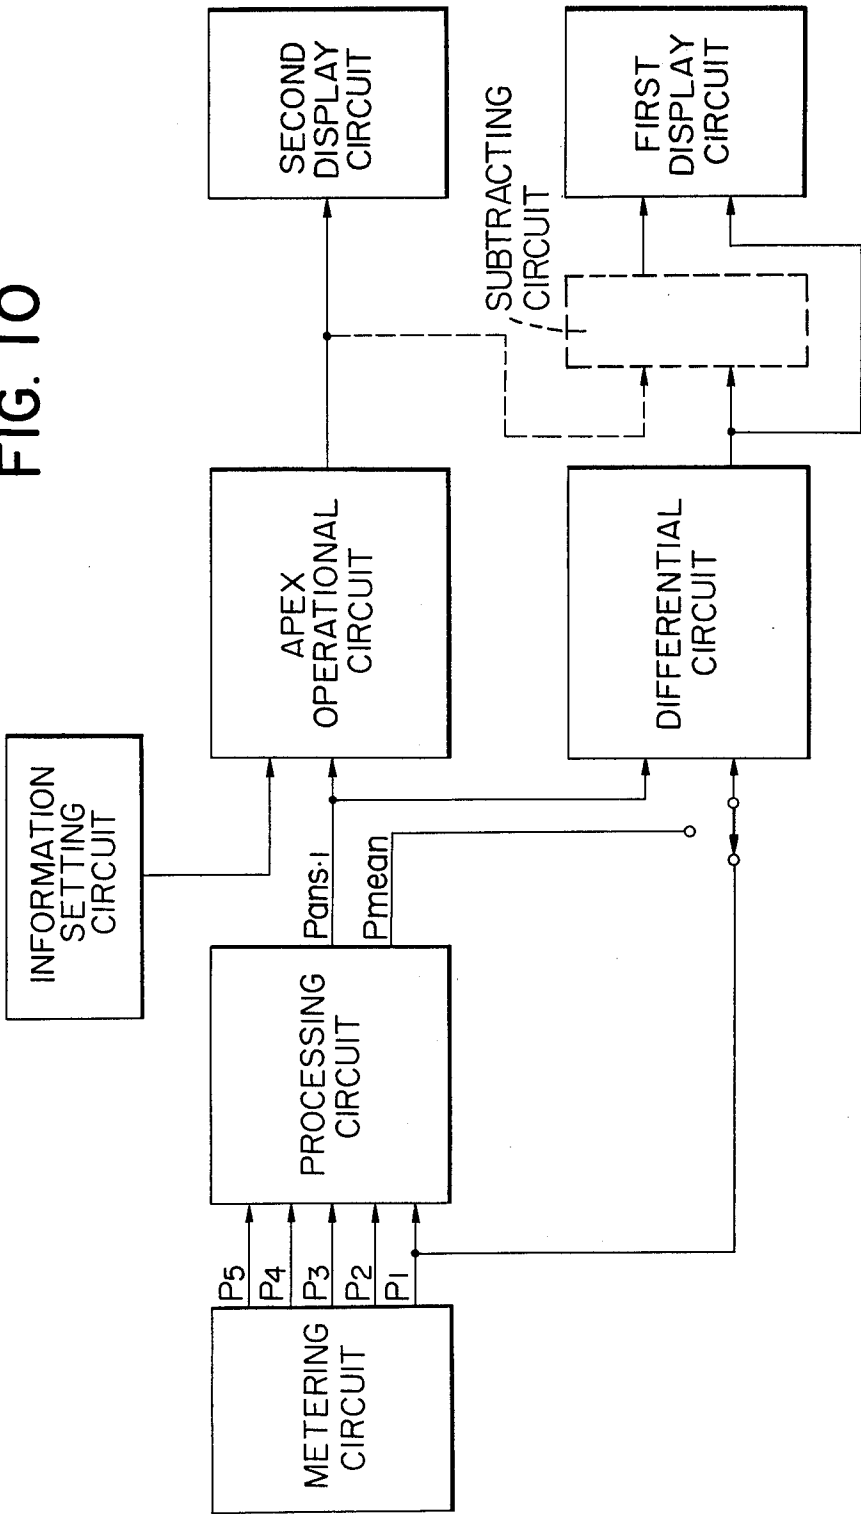 FIG. 10
INFORMATION
SETTING
CIRCUIT
METERING
CIRCUIT
P5
P4
P3
P2
P1
PROCESSING
CIRCUIT
Pans·1
Pmean
APEX
OPERATIONAL
CIRCUIT
DIFFERENTIAL
CIRCUIT
SUBTRACTING
CIRCUIT
SECOND
DISPLAY
CIRCUIT
FIRST
DISPLAY
CIRCUIT